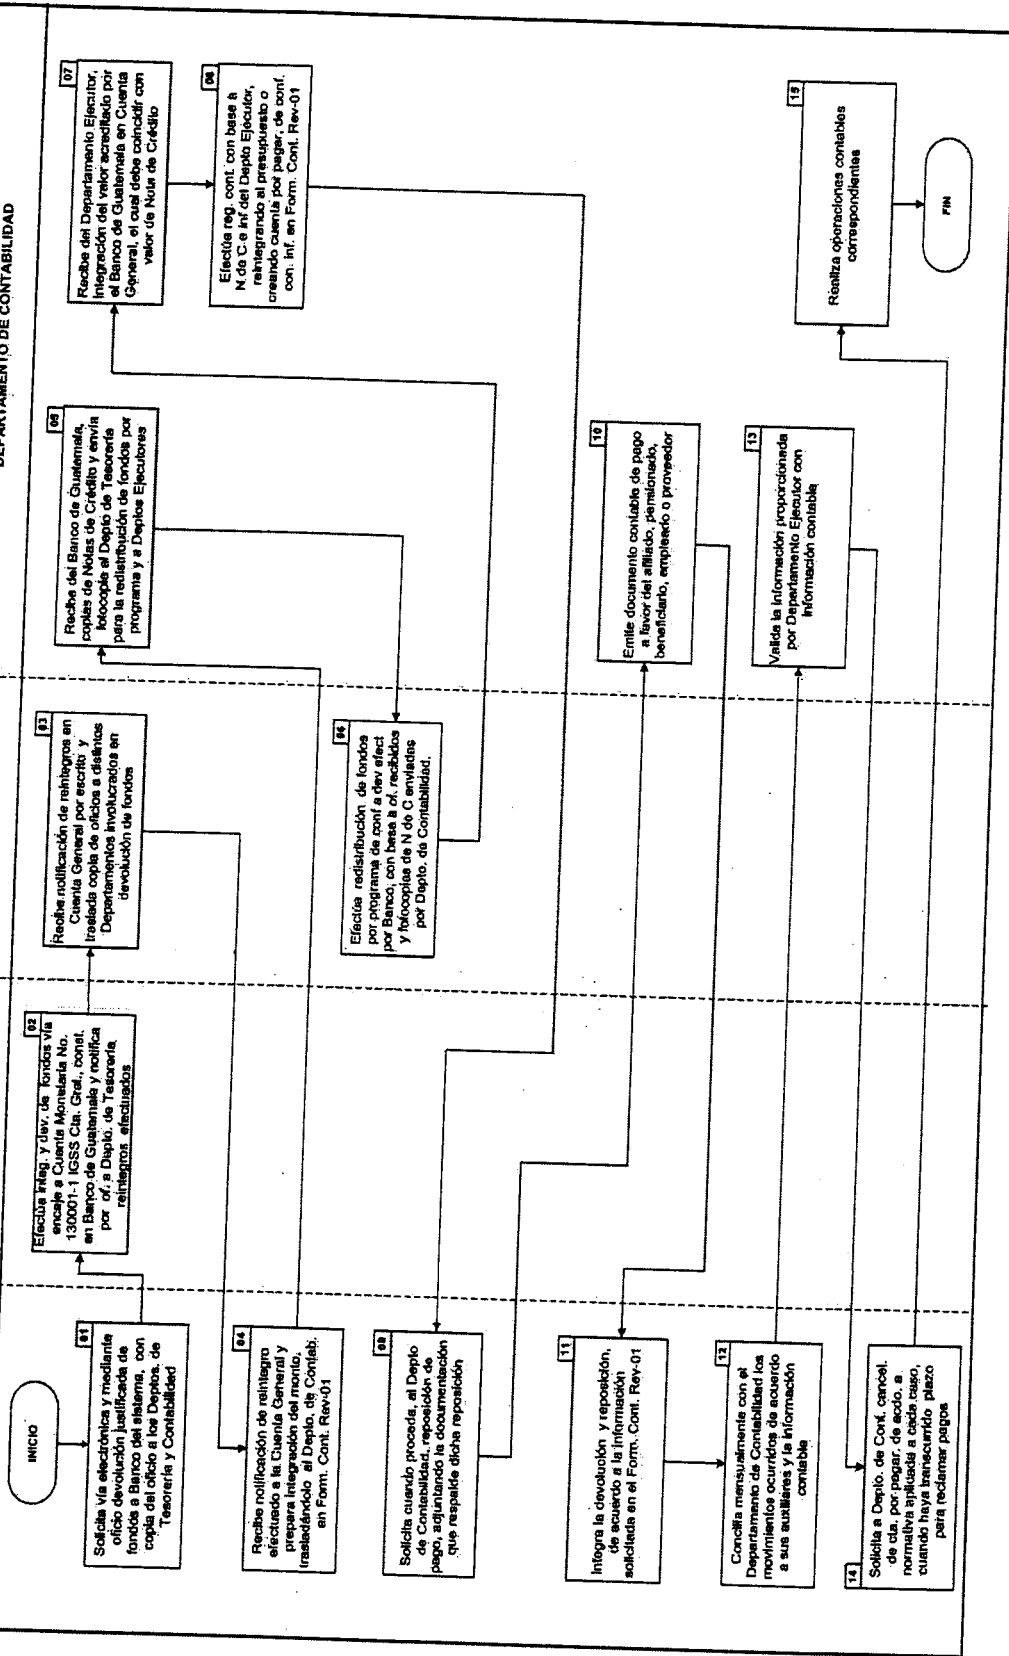 DEPARTAMENTO DE CONTABILIDAD
INICIO
01
Solicita vía electrónica y mediante
oficio devolución justificada de
fondos a Banco del sistema, con
copia del oficio a los Deptos. de
Tesorería y Contabilidad
02
Efectúa integ. y dev. de fondos vía
encaje a Cuenta Monetaria No.
130001-1 IGSS Cta. Gral., const.
en Banco de Guatemala y notifica
por of. a Depto. de Tesorería,
reintegros efectuados
03
Recibe notificación de reintegros en
Cuenta General por escrito y
traslada copia de oficios a distintos
Departamentos involucrados en
devolución de fondos
04
Recibe notificación de reintegro
efectuado a la Cuenta General y
prepara integración del monto,
trasladándolo al Depto. de Contab.
en Form. Cont. Rev-01
05
Recibe del Banco de Guatemala,
copias de Notas de Crédito y envía
fotocopia al Depto de Tesorería
para la redistribución de fondos por
programa y a Deptos Ejecutores
06
Efectúa redistribución de fondos
por programa de conf a dev efect
por Banco, con base a of. recibidos
y fotocopias de N de C enviadas
por Depto. de Contabilidad.
07
Recibe del Departamento Ejecutor,
integración del valor acreditado por
el Banco de Guatemala en Cuenta
General, el cual debe coincidir con
valor de Nota de Crédito
08
Efectúa reg. cont. con base a
N de C e inf del Depto Ejecutor,
reintegrando al presupuesto o
creando cuenta por pagar, de conf.
con. inf. en Form. Cont. Rev-01
09
Solicita cuando proceda, al Depto
de Contabilidad, reposición de
pago, adjuntando la documentación
que respalde dicha reposición
10
Emite documento contable de pago
a favor del afiliado, pensionado,
beneficiario, empleado o proveedor
11
Integra la devolución y reposición,
de acuerdo a la información
solicitada en el Form. Cont. Rev-01
12
Concilia mensualmente con el
Departamento de Contabilidad los
movimientos ocurridos de acuerdo
a sus auxiliares y la información
contable
13
Valida la información proporcionada
por Departamento Ejecutor con
información contable
14
Solicita a Depto. de Cont. cancel.
de cta. por pagar, de acdo. a
normativa aplicada a cada caso,
cuando haya transcurrido plazo
para reclamar pagos
15
Realiza operaciones contables
correspondientes
FIN